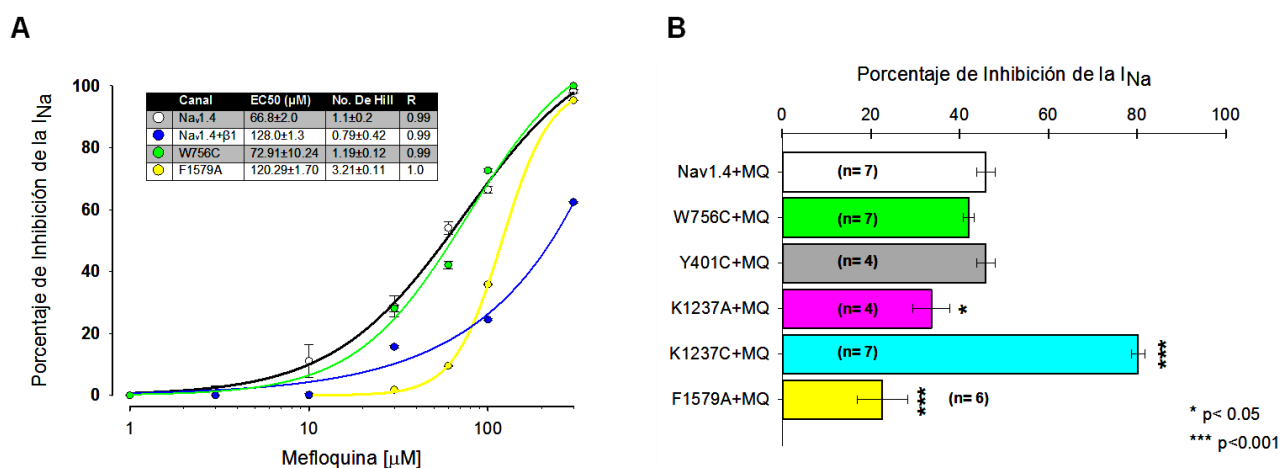 A
Porcentaje de Inhibición de la INa
100
80
60
40
20
0
1
10
100
Mefloquina [µM]
Canal EC50 (µM) No. De Hill R
Nav1.4 66.8±2.0 1.1±0.2 0.99
Nav1.4+β1 128.0±1.3 0.79±0.42 0.99
W756C 72.91±10.24 1.19±0.12 0.99
F1579A 120.29±1.70 3.21±0.11 1.0
B
Porcentaje de Inhibición de la INa
0 20 40 60 80 100
Nav1.4+MQ (n= 7)
W756C+MQ (n= 7)
Y401C+MQ (n= 4)
K1237A+MQ (n= 4) *
K1237C+MQ (n= 7) ***
F1579A+MQ *** (n= 6)
* p< 0.05
*** p<0.001